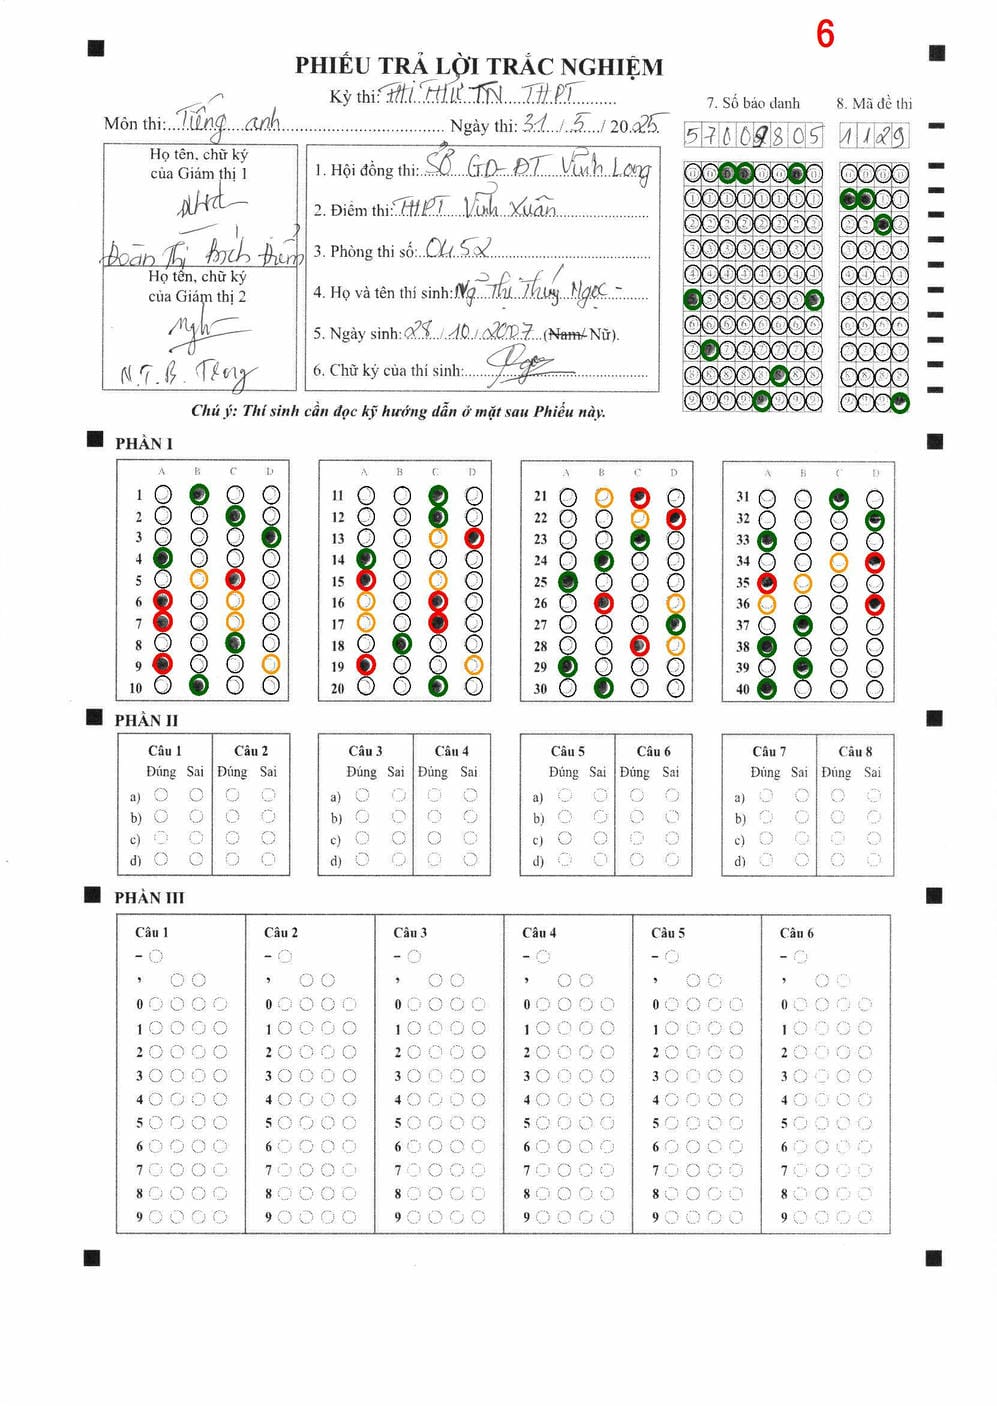 6
PHIẾU TRẢ LỜI TRẮC NGHIỆM
Kỳ thi: THI THỬ TN THPT
Môn thi: Tiếng anh Ngày thi: 31/5/2025
7. Số báo danh 8. Mã đề thi
57009805 1129
Họ tên, chữ ký
của Giám thị 1
Đoàn Thị Bích Điểm
Họ tên, chữ ký
của Giám thị 2
N.T.B. Tông
1. Hội đồng thi: SỞ GD-ĐT Vĩnh Long
2. Điểm thi: THPT Vĩnh Xuân
3. Phòng thi số: 0452
4. Họ và tên thí sinh: Ng Thị Thúy Ngọc
5. Ngày sinh: 28/10/2007 (Nam/ Nữ).
6. Chữ ký của thí sinh:
Chú ý: Thí sinh cần đọc kỹ hướng dẫn ở mặt sau Phiếu này.
PHẦN I
A B C D A B C D A B C D A B C D
1 11 21 31
2 12 22 32
3 13 23 33
4 14 24 34
5 15 25 35
6 16 26 36
7 17 27 37
8 18 28 38
9 19 29 39
10 20 30 40
PHẦN II
Câu 1 Câu 2 Câu 3 Câu 4 Câu 5 Câu 6 Câu 7 Câu 8
Đúng Sai Đúng Sai Đúng Sai Đúng Sai Đúng Sai Đúng Sai Đúng Sai Đúng Sai
a) a) a) a)
b) b) b) b)
c) c) c) c)
d) d) d) d)
PHẦN III
Câu 1 Câu 2 Câu 3 Câu 4 Câu 5 Câu 6
- - - - - -
, , , , , ,
0 0 0 0 0 0
1 1 1 1 1 1
2 2 2 2 2 2
3 3 3 3 3 3
4 4 4 4 4 4
5 5 5 5 5 5
6 6 6 6 6 6
7 7 7 7 7 7
8 8 8 8 8 8
9 9 9 9 9 9